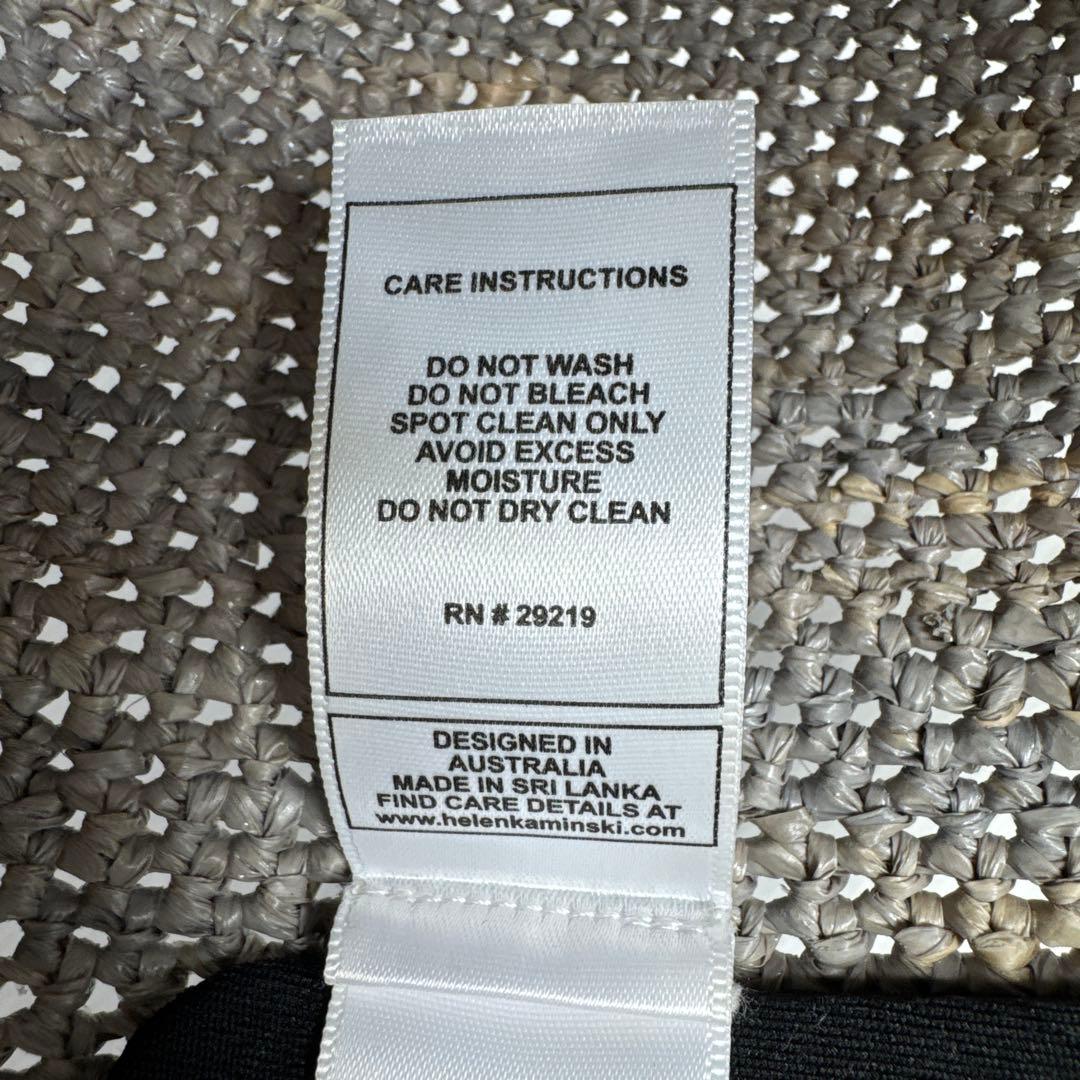 CARE INSTRUCTIONS
DO NOT WASH
DO NOT BLEACH
SPOT CLEAN ONLY
AVOID EXCESS
MOISTURE
DO NOT DRY CLEAN
RN # 29219
DESIGNED IN
AUSTRALIA
MADE IN SRI LANKA
FIND CARE DETAILS AT
www.helenkaminski.com